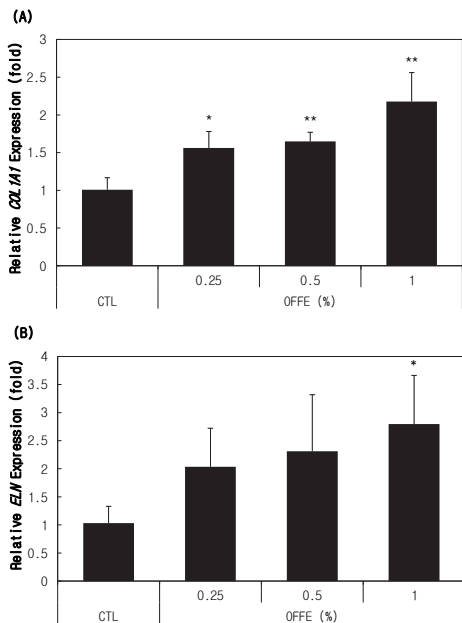 (A)
Relative COL1A1 Expression (fold)
3
2.5
2
1.5
1
0.5
0
*
**
**
0.25 0.5 1
CTL OFFE (%)
(B)
Relative ELN Expression (fold)
4
3.5
3
2.5
2
1.5
1
0.5
0
*
0.25 0.5 1
CTL OFFE (%)